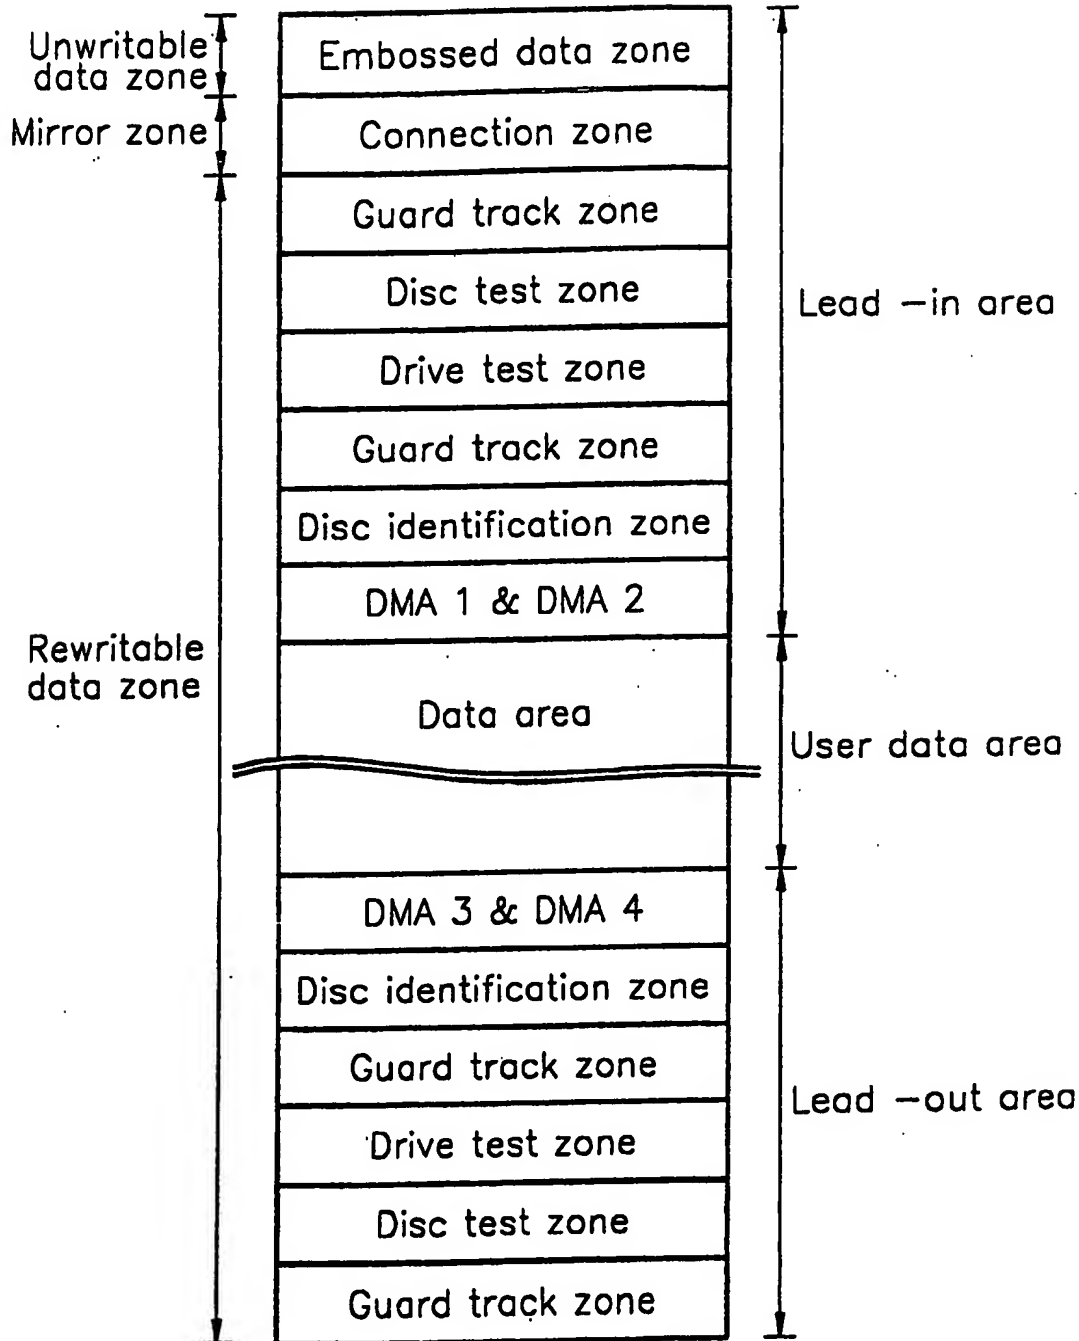 Unwritable
data zone
Mirror zone
Rewritable
data zone
Embossed data zone
Connection zone
Guard track zone
Disc test zone
Drive test zone
Guard track zone
Disc identification zone
DMA 1 & DMA 2
Data area
DMA 3 & DMA 4
Disc identification zone
Guard track zone
Drive test zone
Disc test zone
Guard track zone
Lead -in area
User data area
Lead -out area